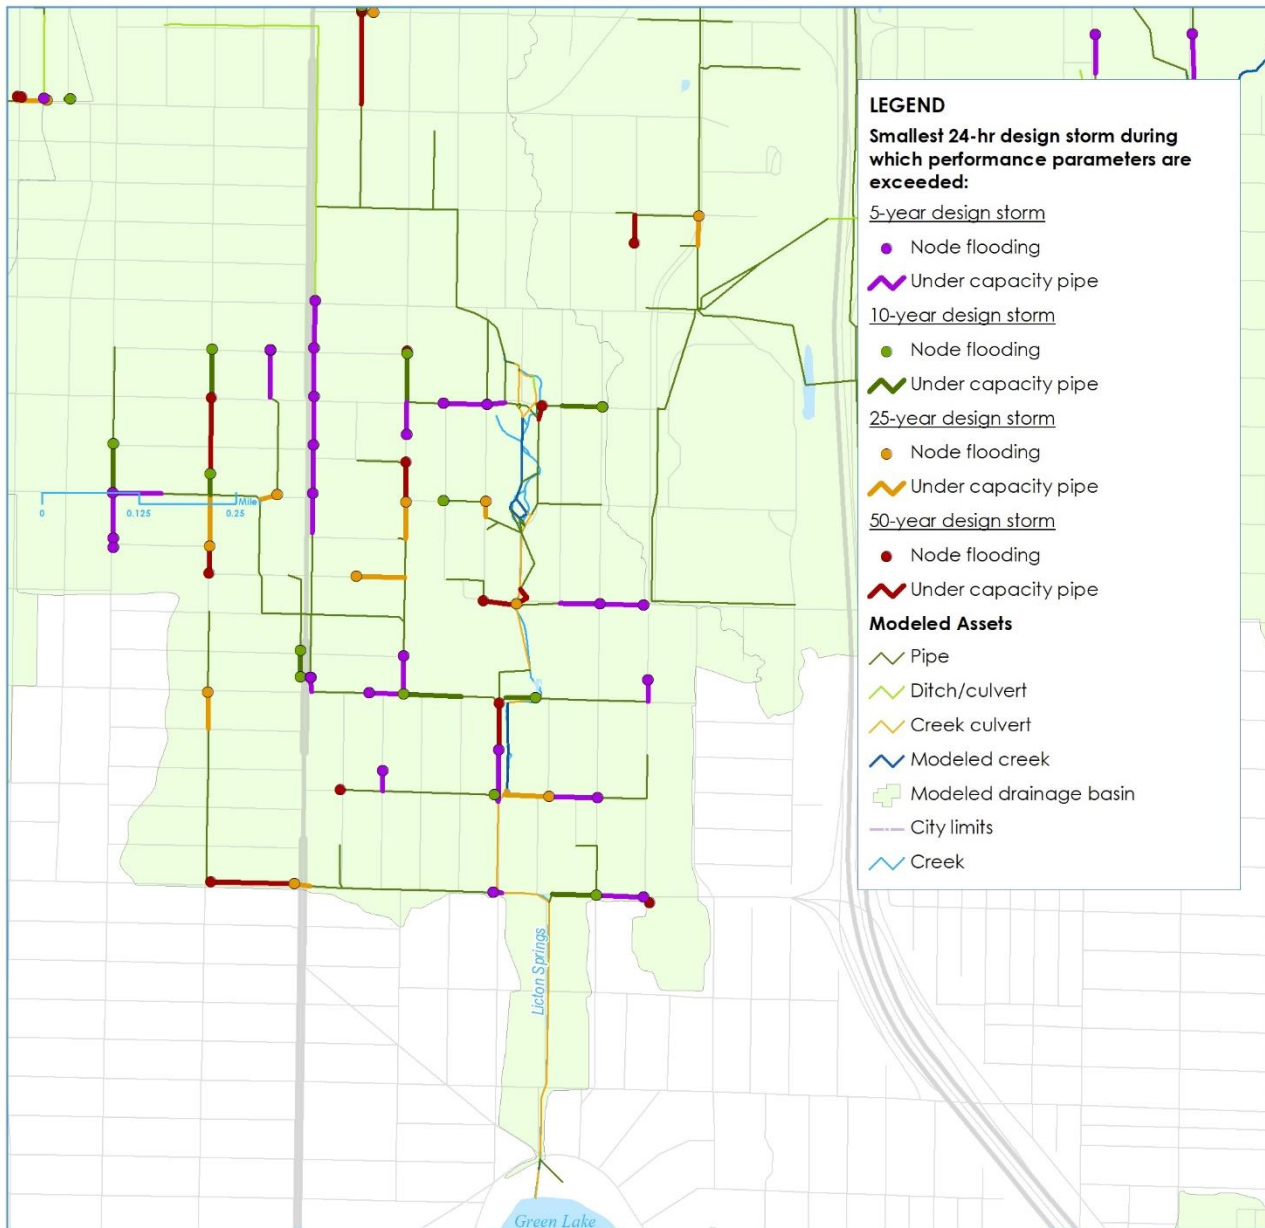 LEGEND
Smallest 24-hr design storm during
which performance parameters are
exceeded:
5-year design storm
Node flooding
Under capacity pipe
10-year design storm
Node flooding
Under capacity pipe
25-year design storm
Node flooding
Under capacity pipe
50-year design storm
Node flooding
Under capacity pipe
Modeled Assets
Pipe
Ditch/culvert
Creek culvert
Modeled creek
Modeled drainage basin
City limits
Creek
Mile
0
0.125
0.25
Licton Springs
Green Lake